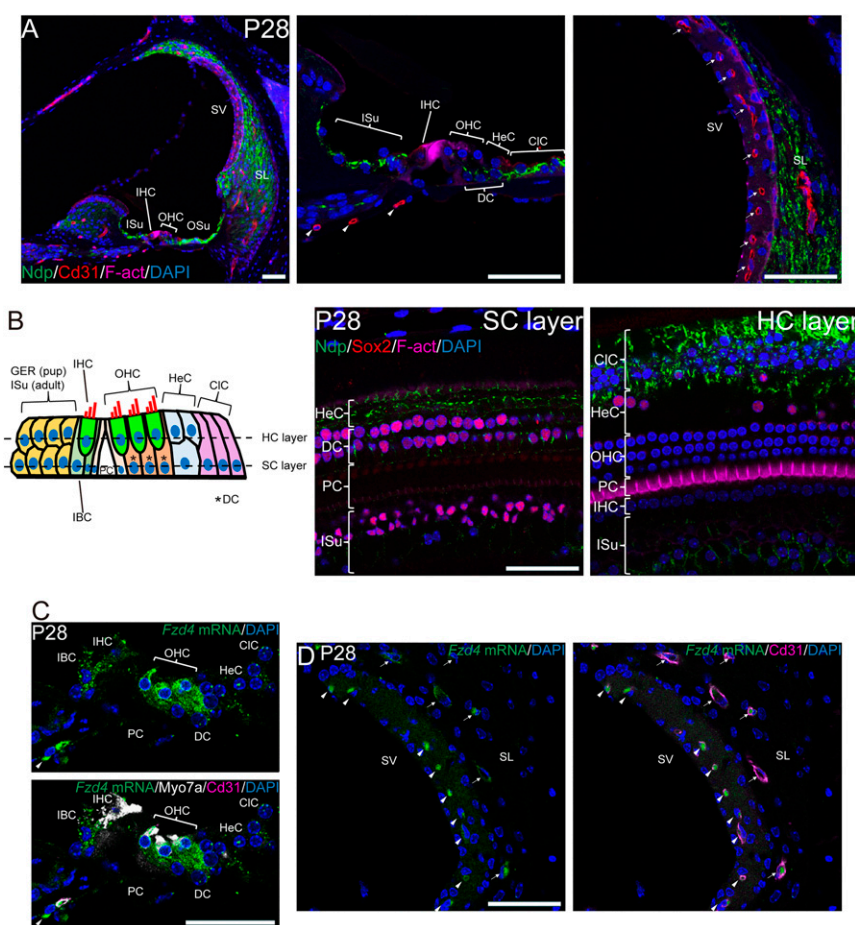 A
P28
SV
SL
IHC
OHC
ISu
OSu
Ndp/Cd31/F-act/DAPI
IHC
OHC
HeC
ClC
ISu
DC
SV
SL
B
GER (pup)
ISu (adult)
IHC
OHC
HeC
ClC
HC layer
SC layer
PC
IBC
*DC
P28
SC layer
Ndp/Sox2/F-act/DAPI
HeC
DC
PC
ISu
HC layer
ClC
HeC
OHC
PC
IHC
ISu
C
P28
Fzd4 mRNA/DAPI
IHC
IBC
OHC
ClC
HeC
PC
DC
Fzd4 mRNA/Myo7a/Cd31/DAPI
IHC
IBC
OHC
ClC
HeC
PC
DC
D
P28
Fzd4 mRNA/DAPI
SV
SL
Fzd4 mRNA/Cd31/DAPI
SV
SL